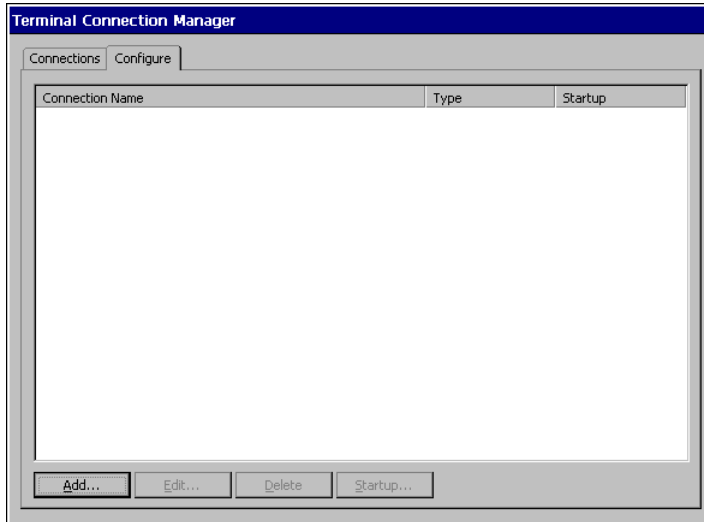 Terminal Connection Manager
Connections Configure
Connection Name Type Startup
Add... Edit... Delete Startup...